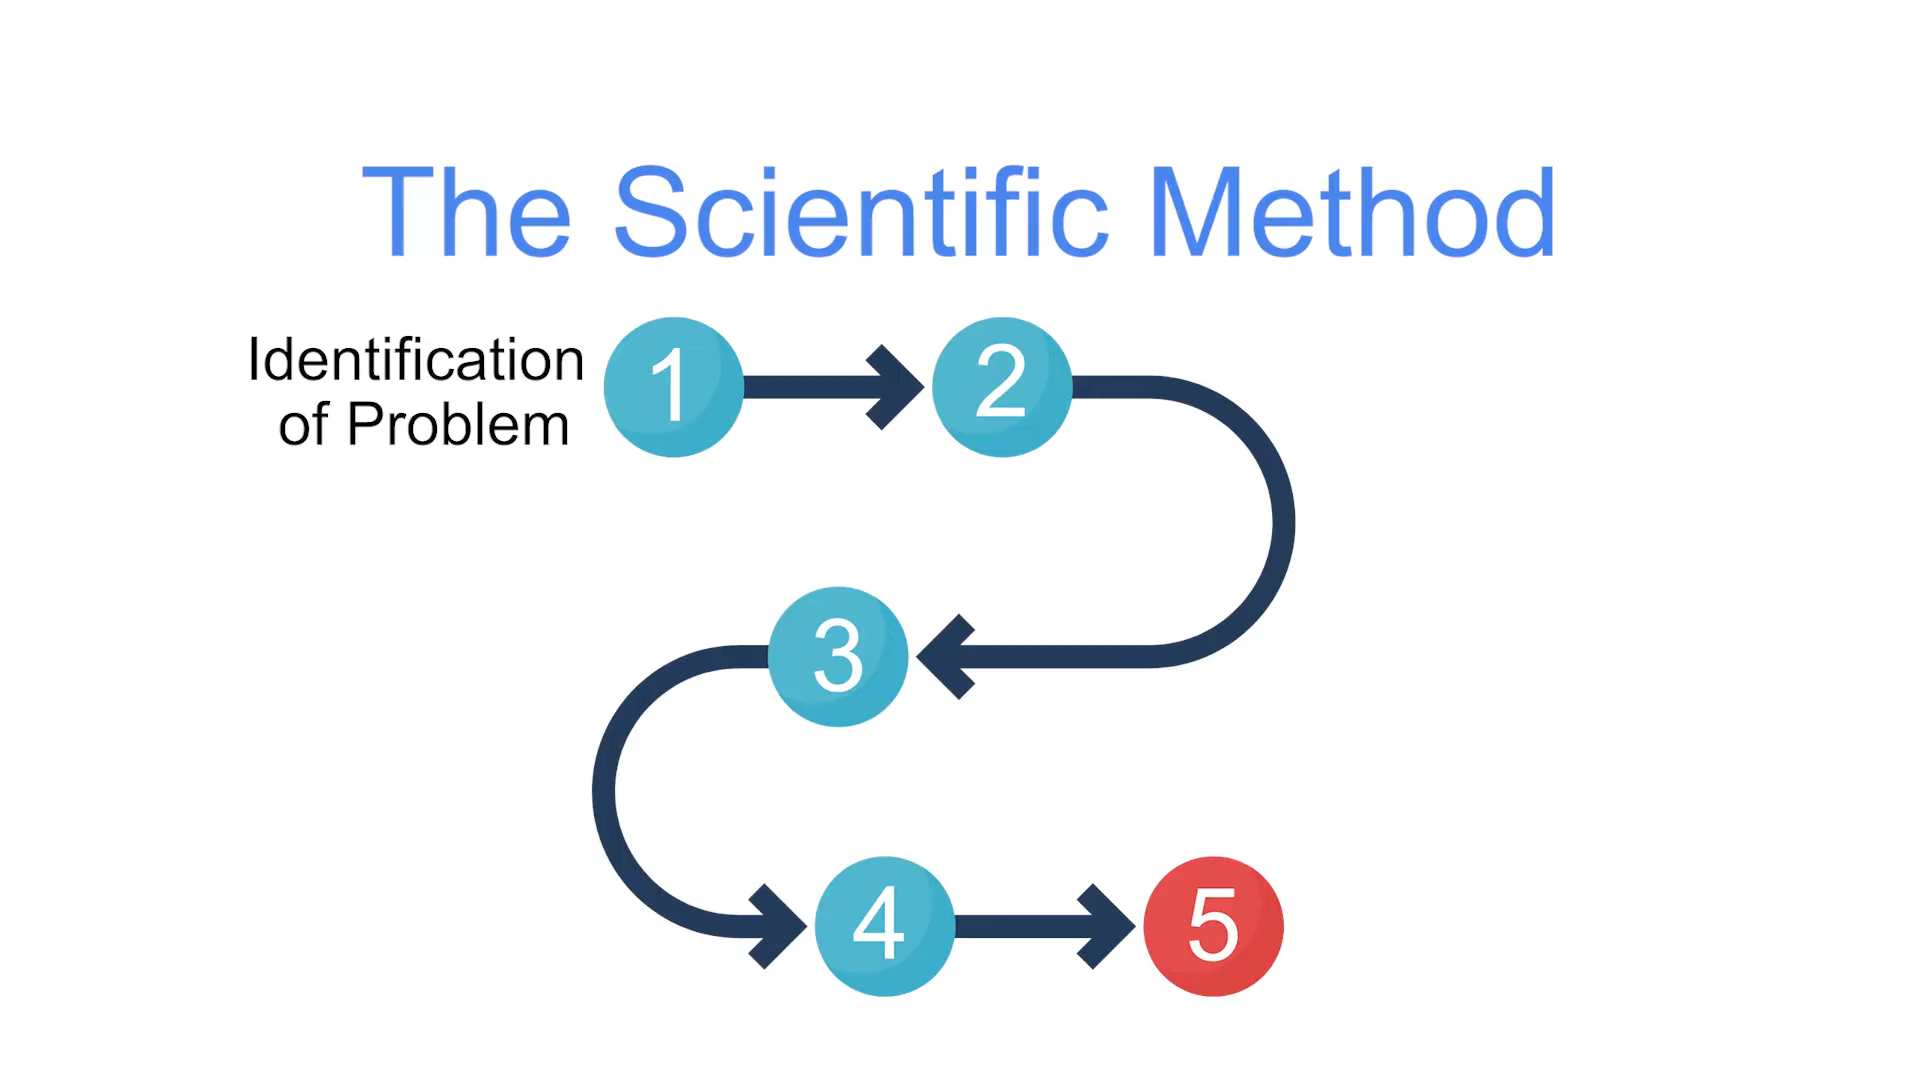 The Scientific Method
Identification
of Problem
1
2
3
4
5